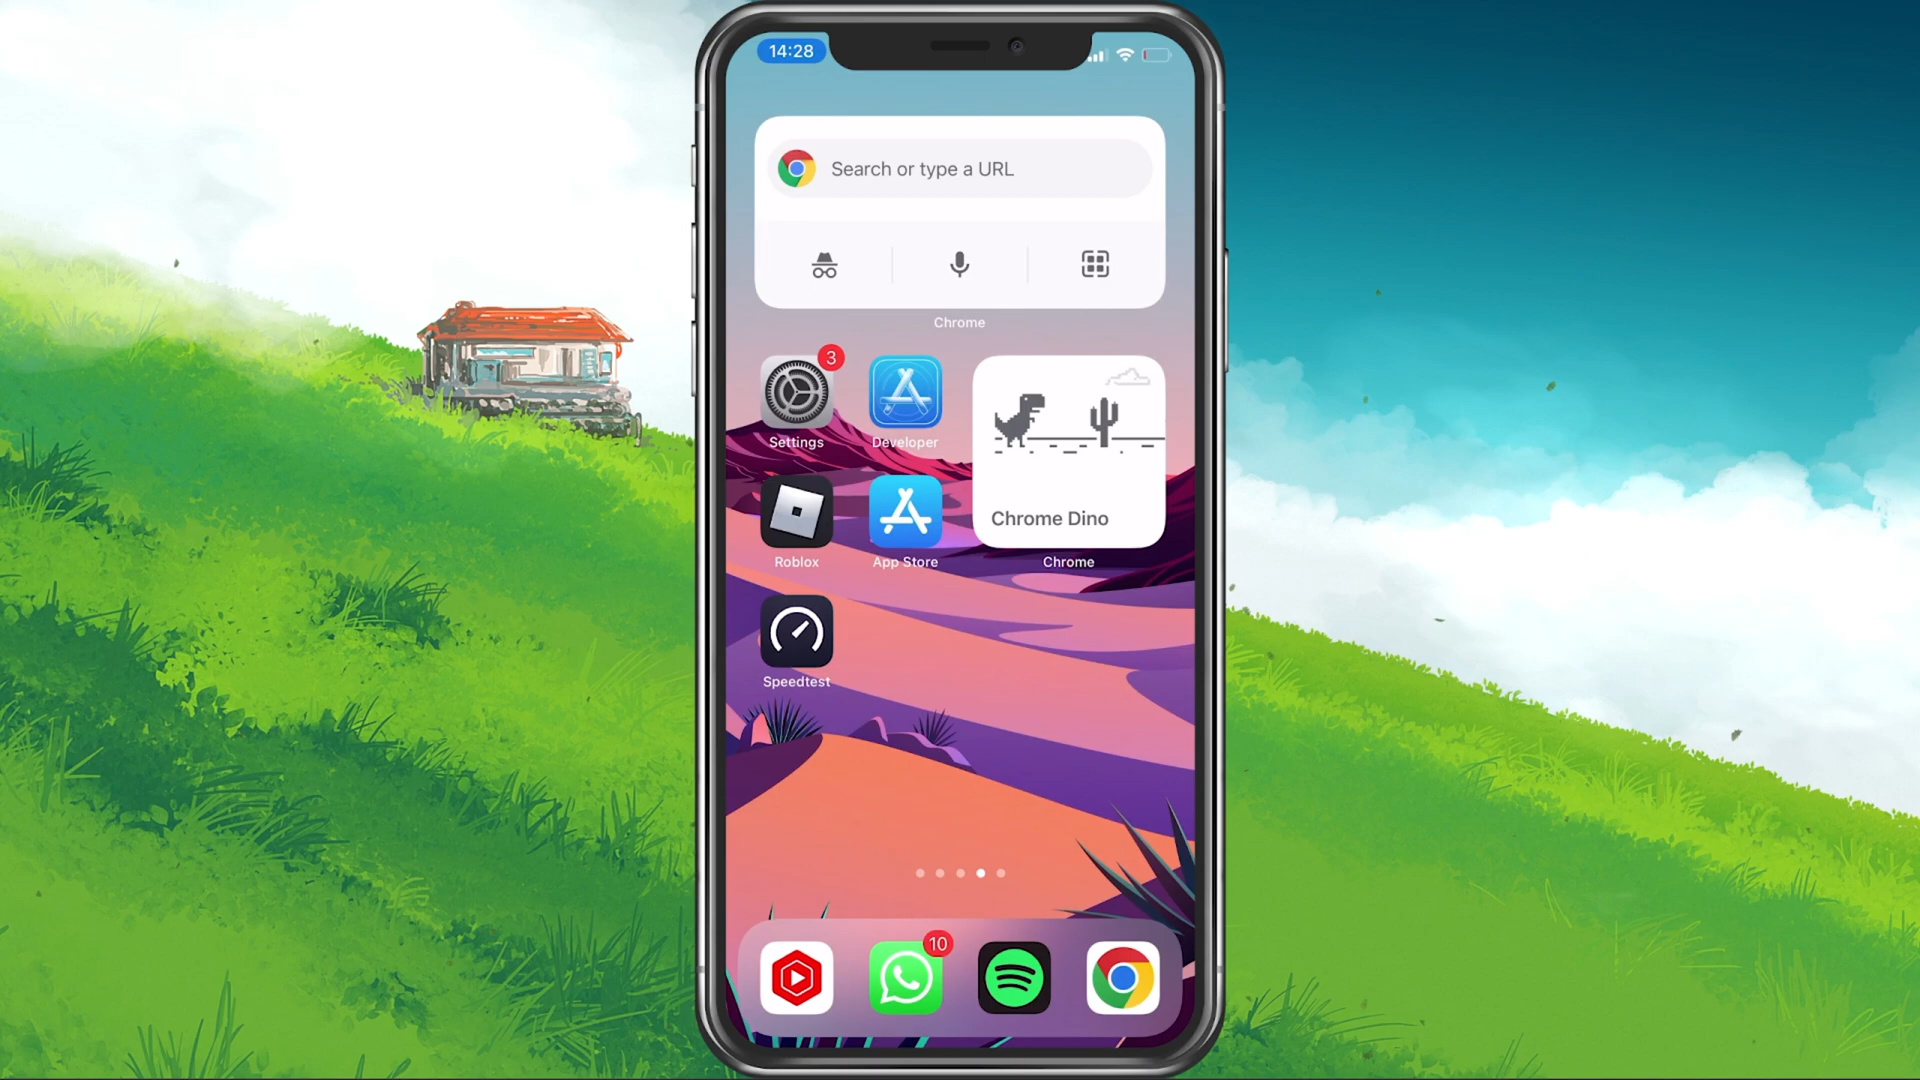 14:28
Search or type a URL
Chrome
3
Settings
Developer
Chrome Dino
Roblox
App Store
Chrome
Speedtest
10